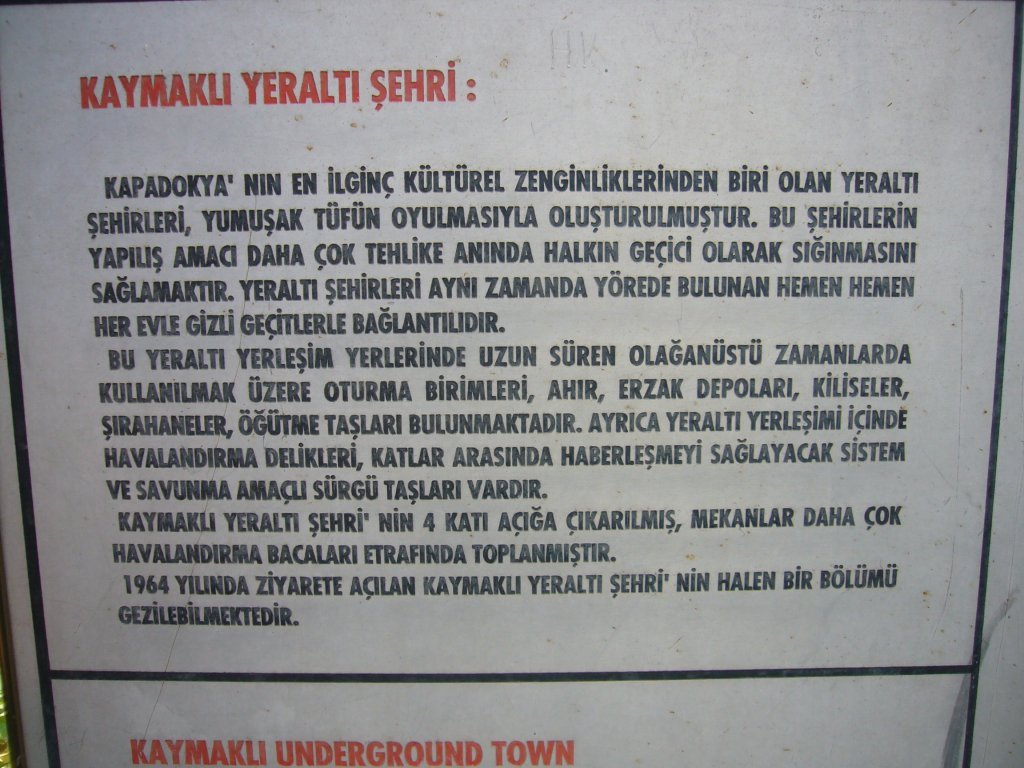 KAYMAKLI YERALTI ŞEHRİ :
KAPADOKYA' NIN EN İLGİNÇ KÜLTÜREL ZENGİNLİKLERİNDEN BİRİ OLAN YERALTI
ŞEHİRLERİ, YUMUŞAK TÜFÜN OYULMASIYLA OLUŞTURULMUŞTUR. BU ŞEHİRLERİN
YAPILIŞ AMACI DAHA ÇOK TEHLİKE ANINDA HALKIN GEÇİCİ OLARAK SIĞINMASINI
SAĞLAMAKTIR. YERALTI ŞEHİRLERİ AYNI ZAMANDA YÖREDE BULUNAN HEMEN HEMEN
HER EVLE GİZLİ GEÇİTLERLE BAĞLANTILIDIR.
BU YERALTI YERLEŞİM YERLERİNDE UZUN SÜREN OLAĞANÜSTÜ ZAMANLARDA
KULLANILMAK ÜZERE OTURMA BİRİMLERİ, AHIR, ERZAK DEPOLARI, KİLİSELER,
ŞIRAHANELER, ÖĞÜTME TAŞLARI BULUNMAKTADIR. AYRICA YERALTI YERLEŞİMİ İÇİNDE
HAVALANDIRMA DELİKLERİ, KATLAR ARASINDA HABERLEŞMEYİ SAĞLAYACAK SİSTEM
VE SAVUNMA AMAÇLI SÜRGÜ TAŞLARI VARDIR.
KAYMAKLI YERALTI ŞEHRİ' NİN 4 KATI AÇIĞA ÇIKARILMIŞ, MEKANLAR DAHA ÇOK
HAVALANDIRMA BACALARI ETRAFINDA TOPLANMIŞTIR.
1964 YILINDA ZİYARETE AÇILAN KAYMAKLI YERALTI ŞEHRİ' NİN HALEN BİR BÖLÜMÜ
GEZİLEBİLMEKTEDİR.
KAYMAKLI UNDERGROUND TOWN